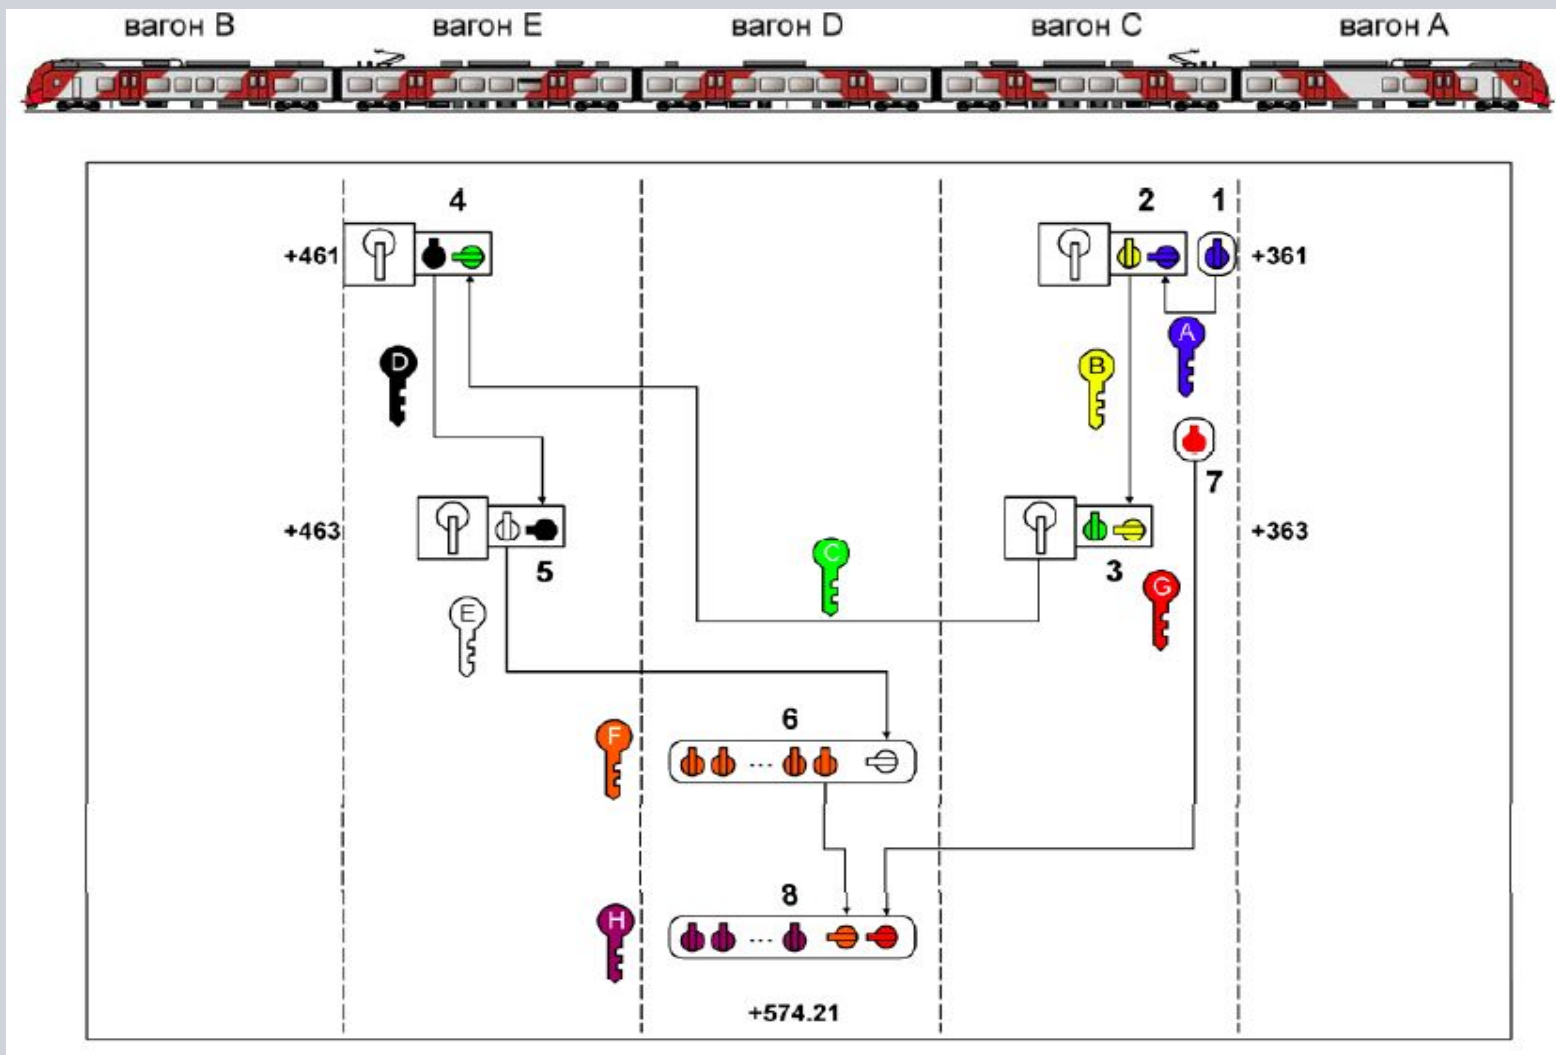 вагон B вагон E вагон D вагон C вагон A
4 2 1
+461 +361
A
D B
7
+463 +363
C
5 3
G
E
6
F
...
8
H
...
+574.21